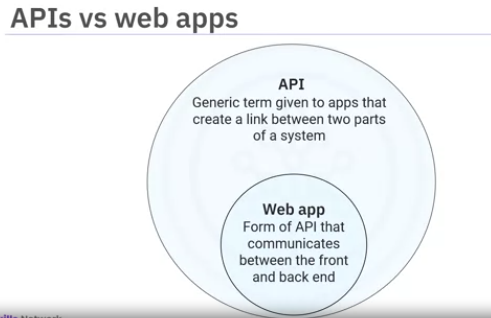 APIs vs web apps
API
Generic term given to apps that
create a link between two parts
of a system
Web app
Form of API that
communicates
between the front
and back end